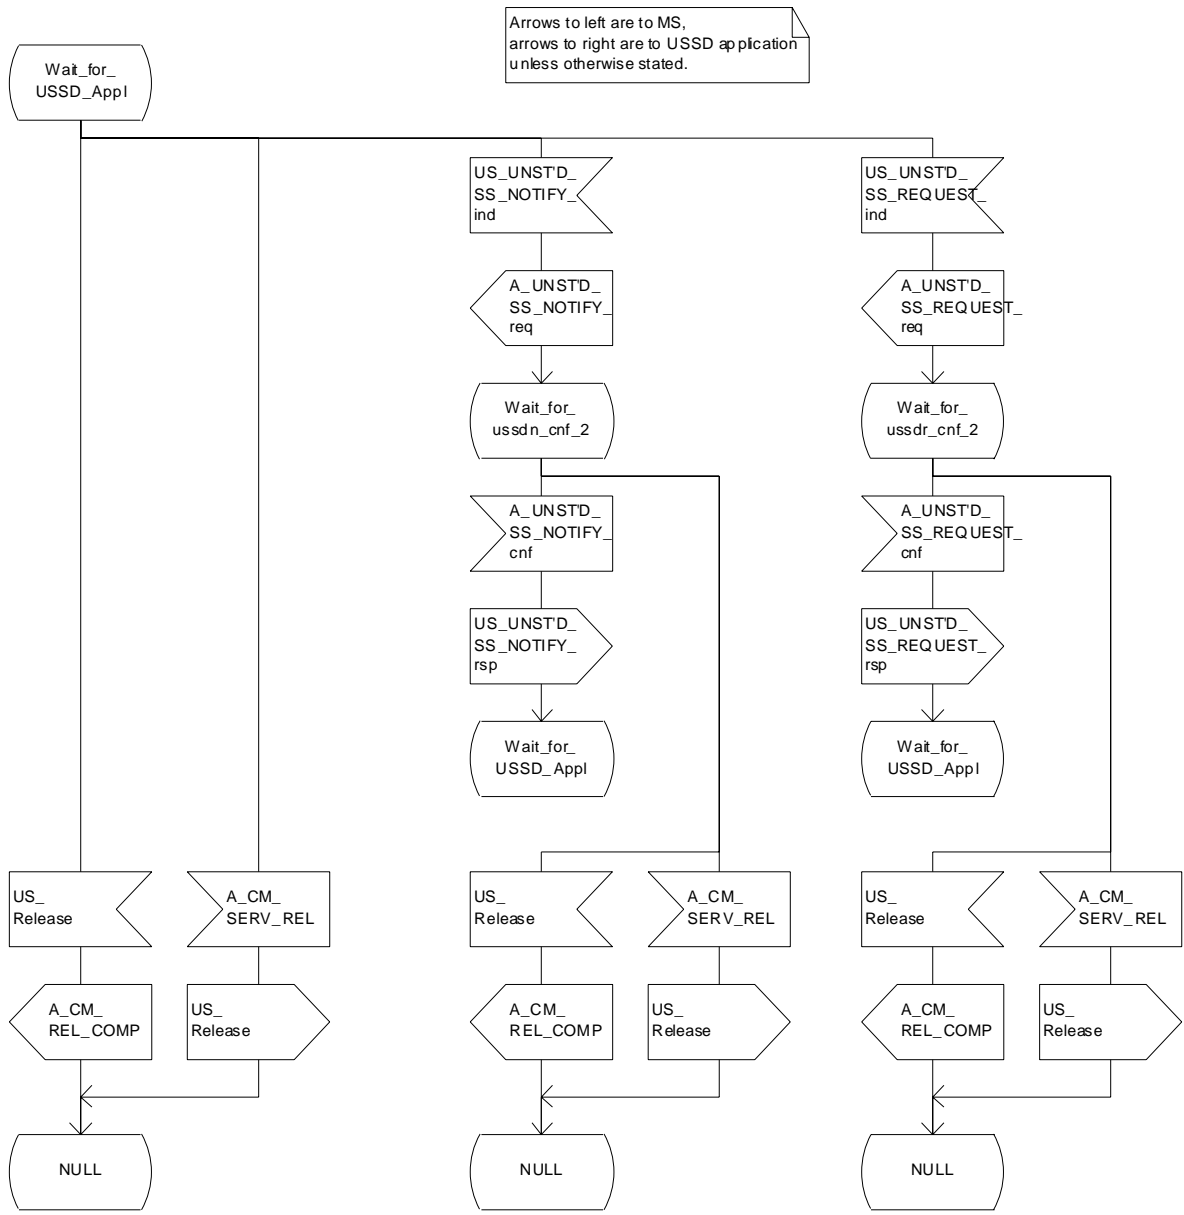 Arrows to left are to MS,
arrows to right are to USSD application
unless otherwise stated.
Wait_for_
USSD_Appl
US_UNST'D_
SS_NOTIFY_
ind
US_UNST'D_
SS_REQUEST_
ind
A_UNST'D_
SS_NOTIFY_
req
A_UNST'D_
SS_REQUEST_
req
Wait_for_
ussdn_cnf_2
Wait_for_
ussdr_cnf_2
A_UNST'D_
SS_NOTIFY_
cnf
A_UNST'D_
SS_REQUEST_
cnf
US_UNST'D_
SS_NOTIFY_
rsp
US_UNST'D_
SS_REQUEST_
rsp
Wait_for_
USSD_Appl
Wait_for_
USSD_Appl
US_
Release
A_CM_
SERV_REL
US_
Release
A_CM_
SERV_REL
US_
Release
A_CM_
SERV_REL
A_CM_
REL_COMP
US_
Release
A_CM_
REL_COMP
US_
Release
A_CM_
REL_COMP
US_
Release
NULL
NULL
NULL